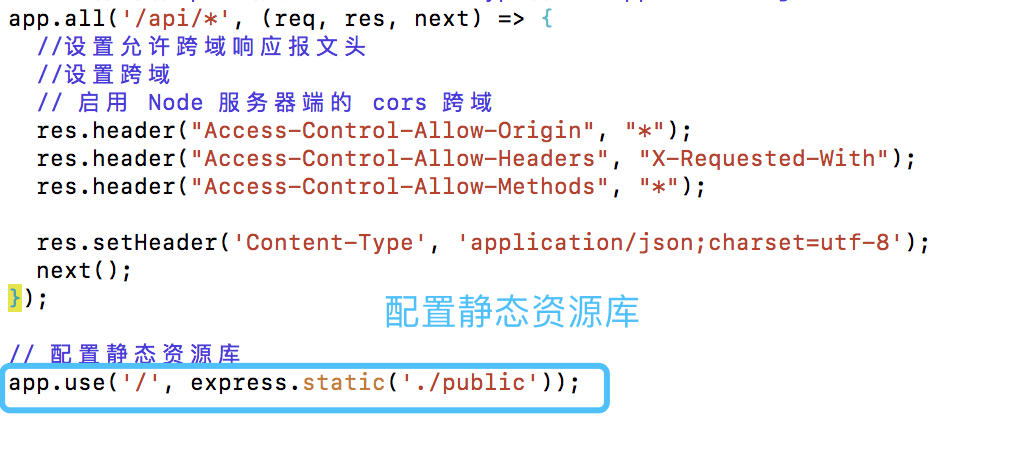 app.all('/api/*', (req, res, next) => {
//设置允许跨域响应报文头
//设置跨域
// 启用 Node 服务器端的 cors 跨域
res.header("Access-Control-Allow-Origin", "*");
res.header("Access-Control-Allow-Headers", "X-Requested-With");
res.header("Access-Control-Allow-Methods", "*");
res.setHeader('Content-Type', 'application/json;charset=utf-8');
next();
});
配置静态资源库
// 配置静态资源库
app.use('/', express.static('./public'));